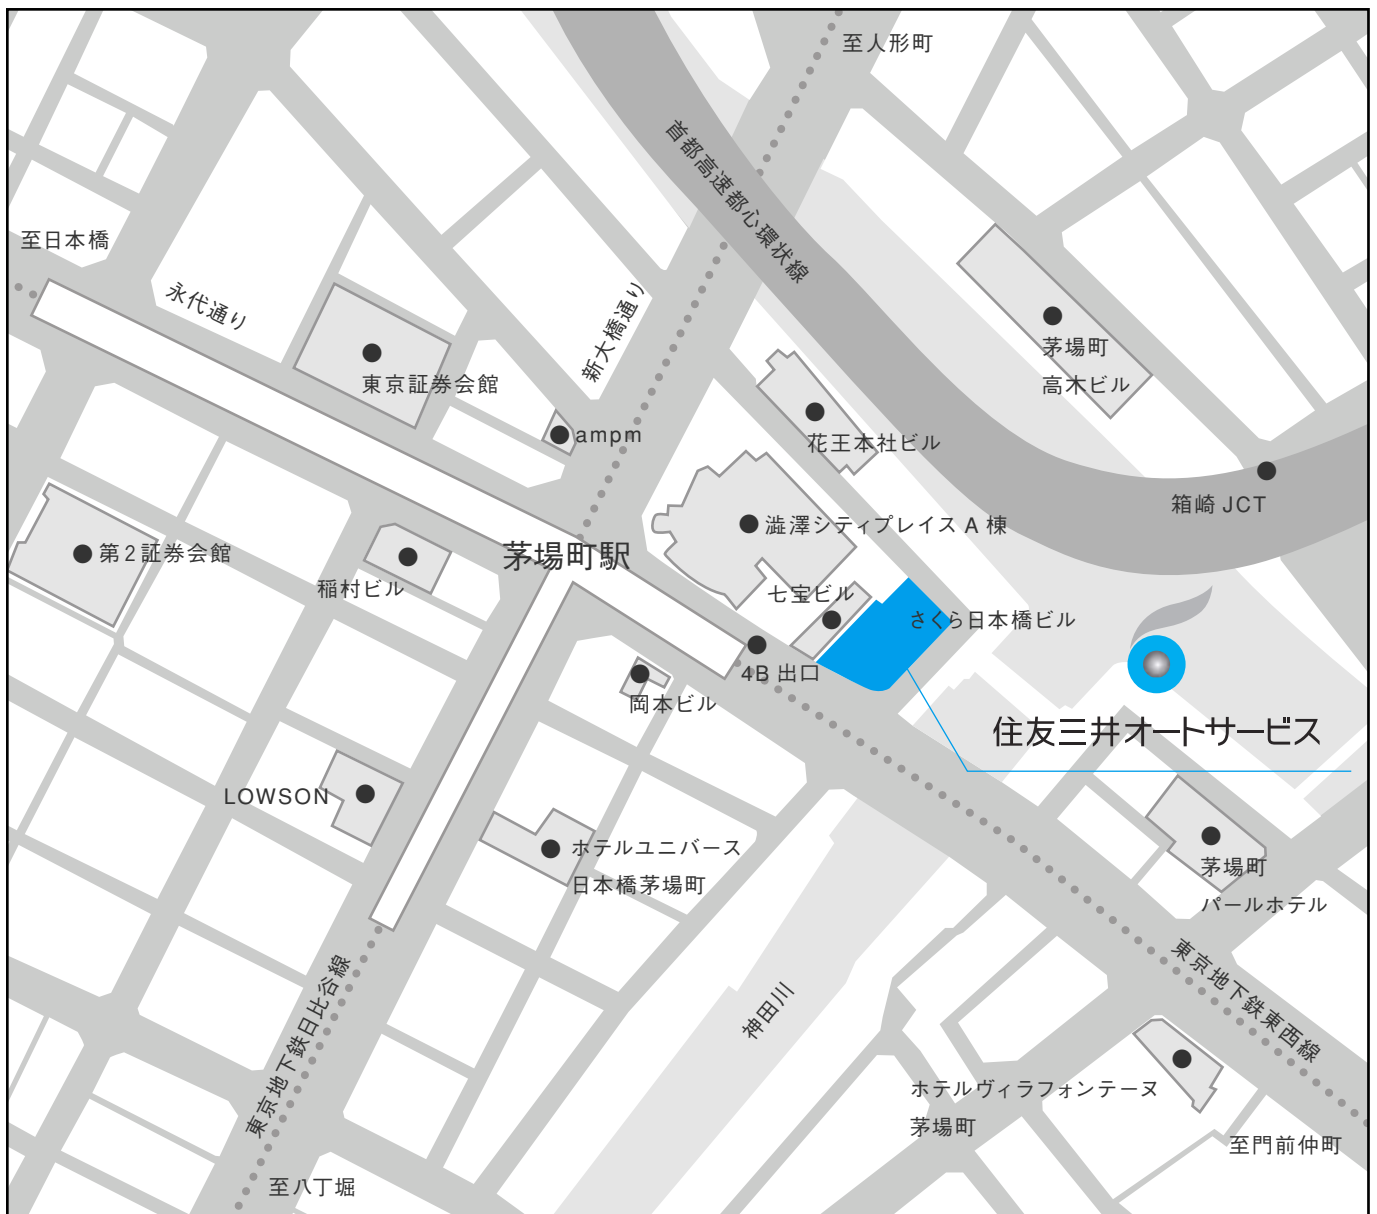 至人形町
首都高速都心環状線
至日本橋
永代通り
新大橋通り
東京証券会館
ampm
茅場町
高木ビル
花王本社ビル
箱崎 JCT
澁澤シティプレイス A 棟
第2証券会館
茅場町駅
稲村ビル
七宝ビル
さくら日本橋ビル
4B 出口
岡本ビル
住友三井オートサービス
LOWSON
ホテルユニバース
日本橋茅場町
茅場町
パールホテル
東京地下鉄日比谷線
神田川
東京地下鉄東西線
ホテルヴィラフォンテーヌ
茅場町
至門前仲町
至八丁堀